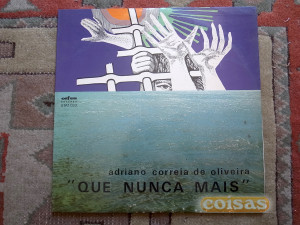 adriano correia de oliveira
"QUE NUNCA MAIS"
coisas